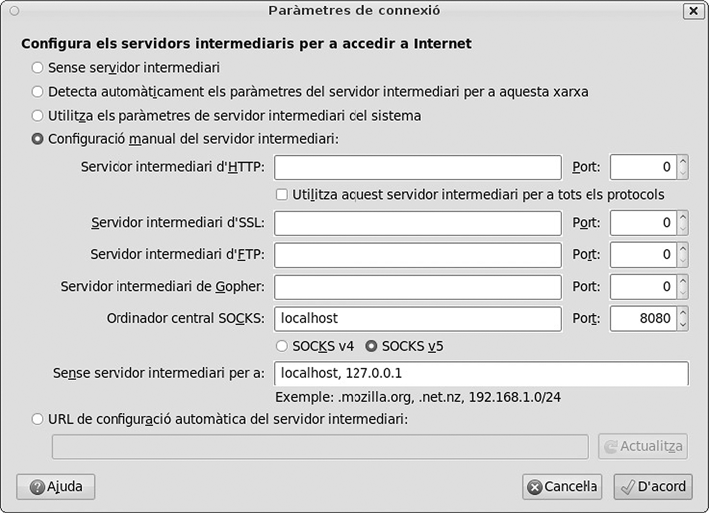 Paràmetres de connexió
Configura els servidors intermediaris per a accedir a Internet
Sense servidor intermediari
Detecta automàticament els paràmetres del servidor intermediari per a aquesta xarxa
Utilitza els paràmetres de servidor intermediari del sistema
Configuració manual del servidor intermediari:
Servidor intermediari d'HTTP: Port: 0
Utilitza aquest servidor intermediari per a tots els protocols
Servidor intermediari d'SSL: Port: 0
Servidor intermediari d'FTP: Port: 0
Servidor intermediari de Gopher: Port: 0
Ordinador central SOCKS: localhost Port: 8080
SOCKS v4 SOCKS v5
Sense servidor intermediari per a: localhost, 127.0.0.1
Exemple: .mozilla.org, .net.nz, 192.168.1.0/24
URL de configuració automàtica del servidor intermediari:
Actualitza
Ajuda Canceŀla D'acord